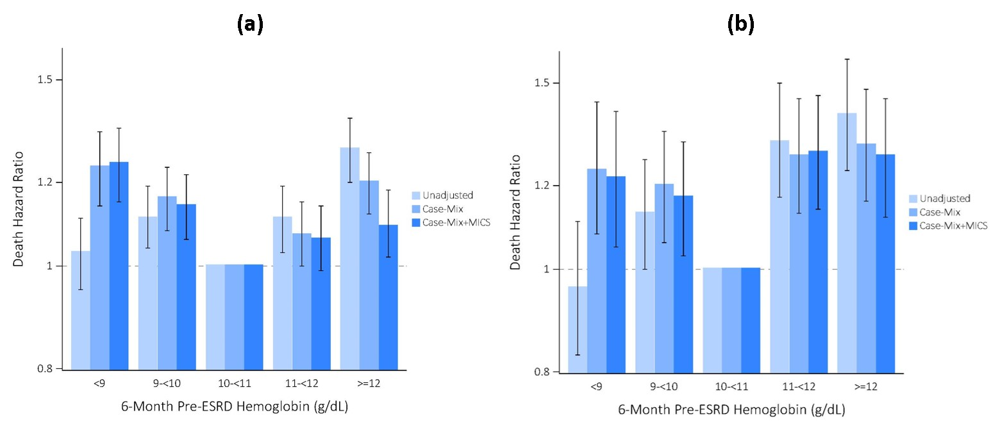 (a)
1.5
1.2
1
0.8
Death Hazard Ratio
<9
9-<10
10-<11
11-<12
>=12
6-Month Pre-ESRD Hemoglobin (g/dL)
Unadjusted
Case-Mix
Case-Mix+MICS
(b)
1.5
1.2
1
0.8
Death Hazard Ratio
<9
9-<10
10-<11
11-<12
>=12
6-Month Pre-ESRD Hemoglobin (g/dL)
Unadjusted
Case-Mix
Case-Mix+MICS